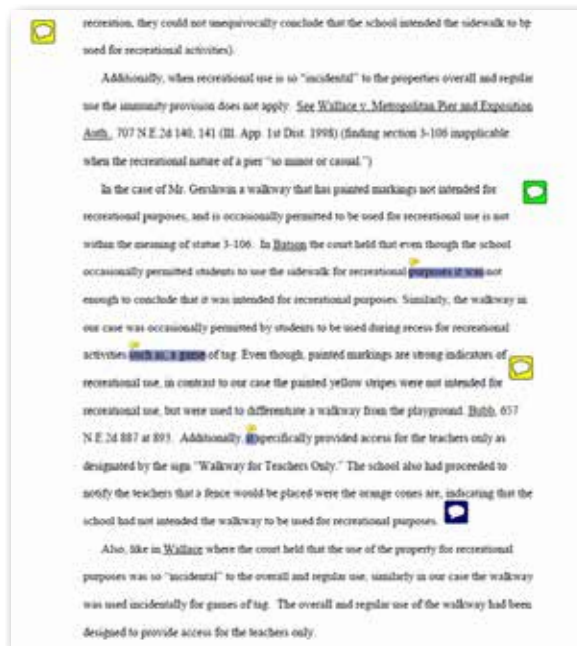 recreation, they could not unequivocally conclude that the school intended the sidewalk to be
used for recreational activities).
Additionally, when recreational use is so "incidental" to the properties overall and regular
use the immunity provision does not apply. See Wallace v. Metropolitan Pier and Exposition
Auth., 707 N.E.2d 140, 141 (Ill. App. 1st Dist. 1998) (finding section 3-106 inapplicable
when the recreational nature of a pier "so minor or casual.")
In the case of Mr. Gershwin a walkway that has painted markings not intended for
recreational purposes, and is occasionally permitted to be used for recreational use is not
within the meaning of statue 3-106. In Batson the court held that even though the school
occasionally permitted students to use the sidewalk for recreational purposes it was not
enough to conclude that it was intended for recreational purposes. Similarly, the walkway in
our case was occasionally permitted by students to be used during recess for recreational
activities such as, a game of tag. Even though, painted markings are strong indicators of
recreational use, in contrast to our case the painted yellow stripes were not intended for
recreational use, but were used to differentiate a walkway from the playground. Bubb, 657
N.E.2d 887 at 893. Additionally, it specifically provided access for the teachers only as
designated by the sign "Walkway for Teachers Only." The school also had proceeded to
notify the teachers that a fence would be placed were the orange cones are, indicating that the
school had not intended the walkway to be used for recreational purposes.
Also, like in Wallace where the court held that the use of the property for recreational
purposes was so "incidental" to the overall and regular use, similarly in our case the walkway
was used incidentally for games of tag. The overall and regular use of the walkway had been
designed to provide access for the teachers only.